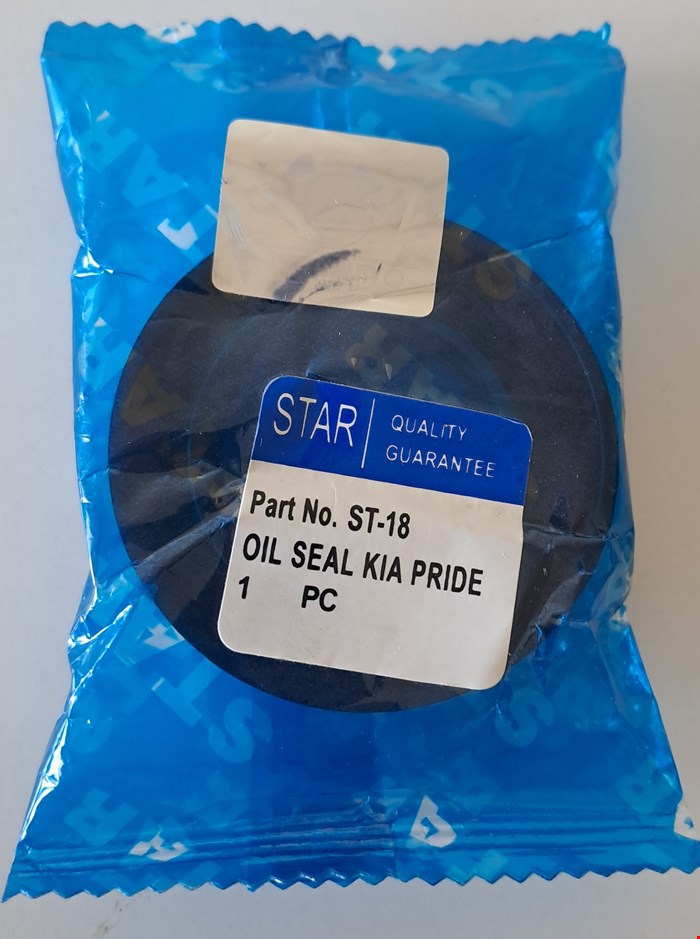 STAR
QUALITY
GUARANTEE
Part No. ST-18
OIL SEAL KIA PRIDE
1 PC